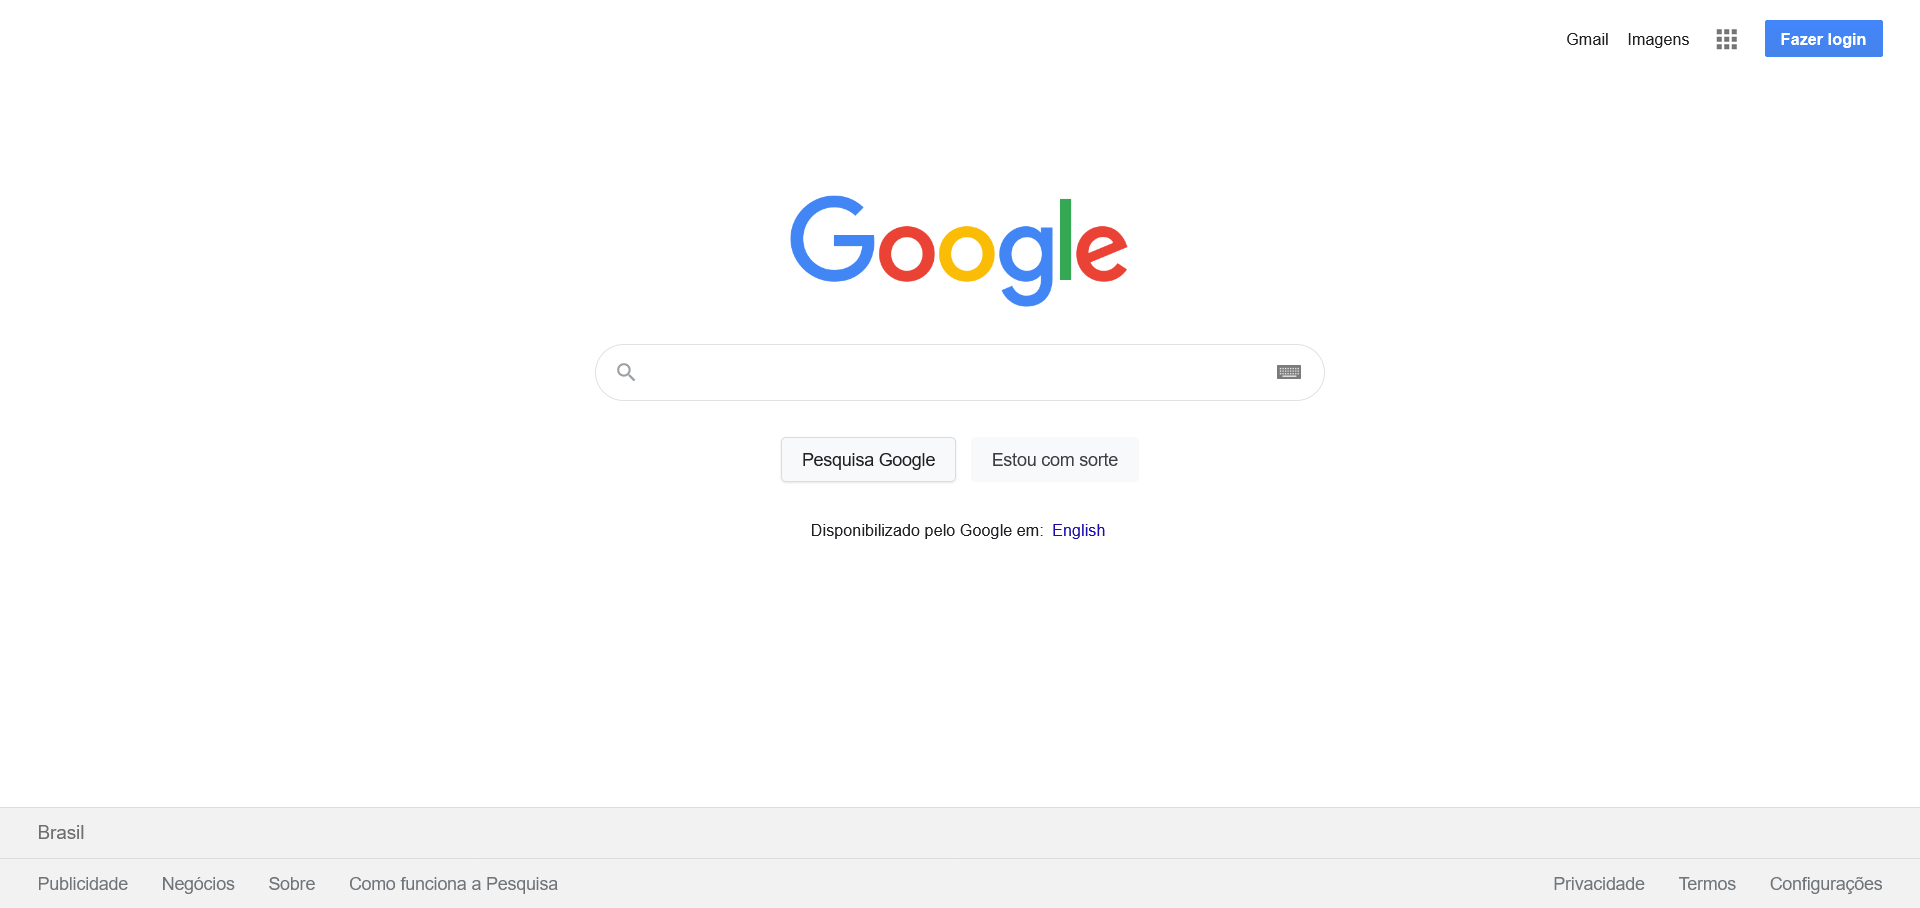 Gmail Imagens Fazer login
Google
Pesquisa Google Estou com sorte
Disponibilizado pelo Google em: English
Brasil
Publicidade Negócios Sobre Como funciona a Pesquisa Privacidade Termos Configurações